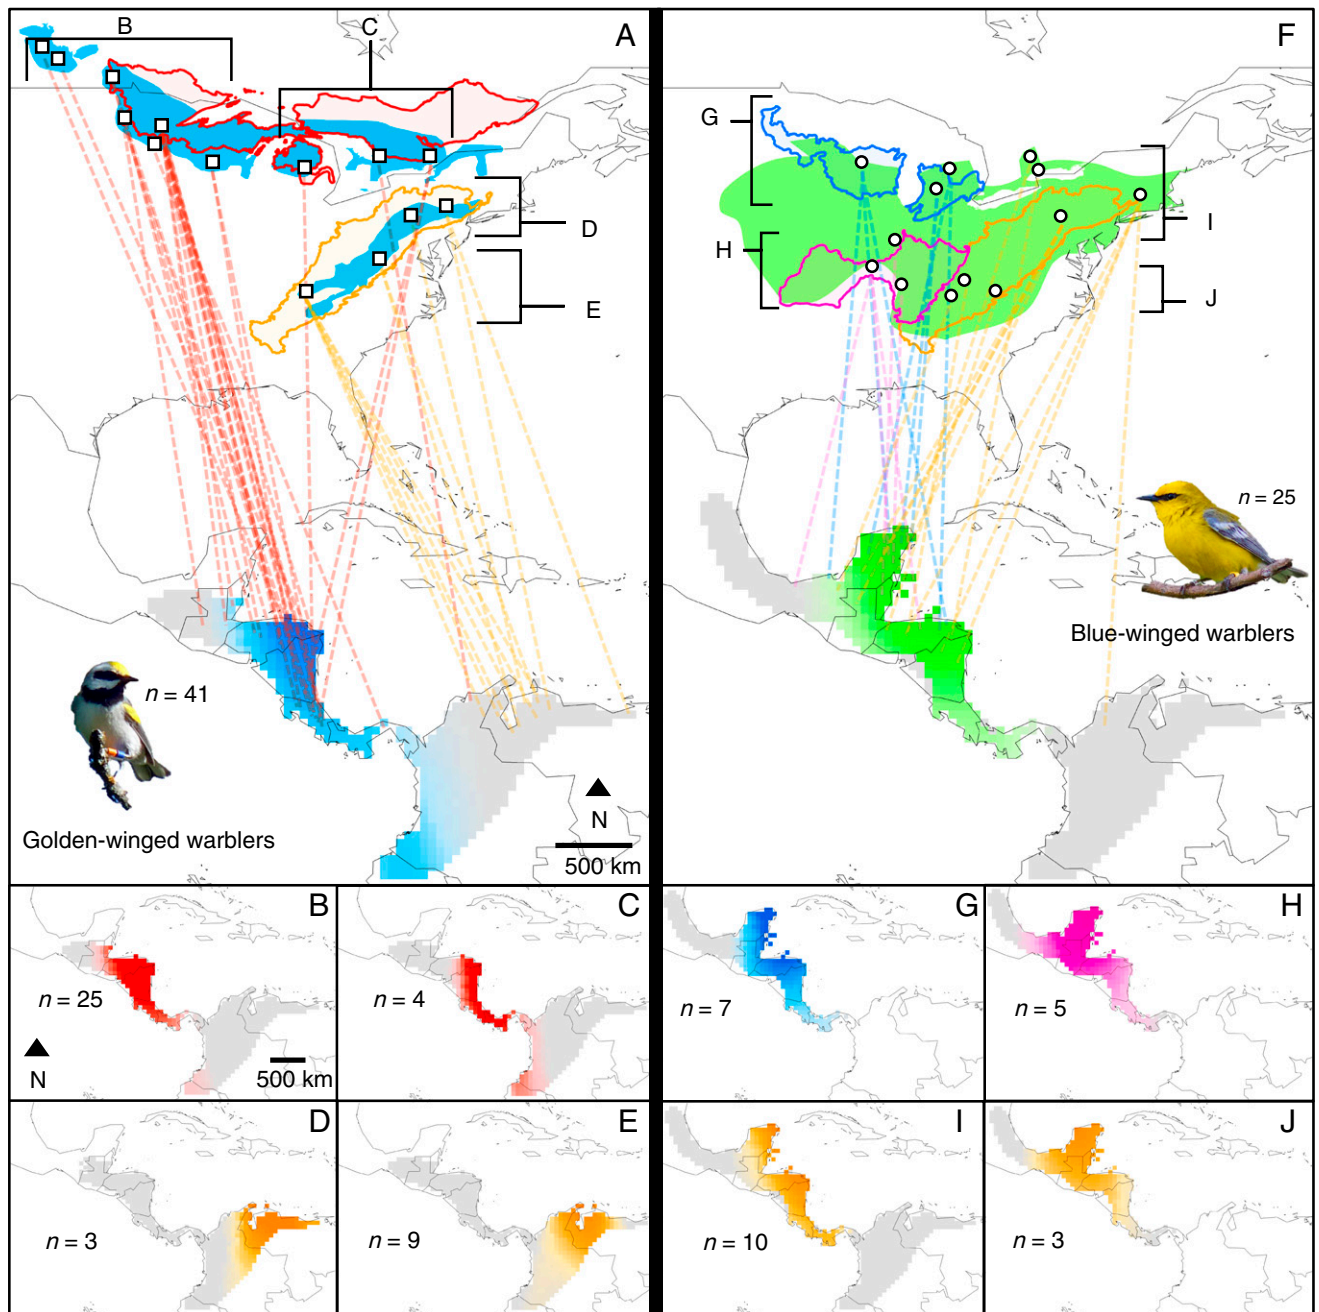 B
C
A
D
E
n = 41
Golden-winged warblers
N
500 km
F
G
H
I
J
n = 25
Blue-winged warblers
B
n = 25
N
500 km
C
n = 4
G
n = 7
H
n = 5
D
n = 3
E
n = 9
I
n = 10
J
n = 3